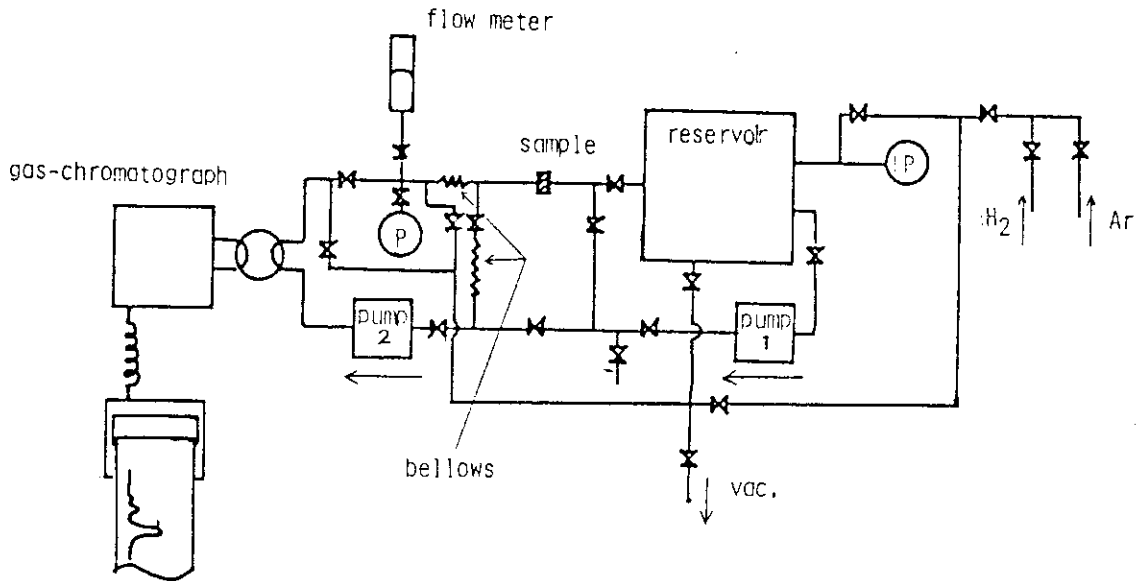 flow meter
sample
reservoir
gas-chromatograph
P
P
H2
Ar
pump
2
pump
1
bellows
vac.